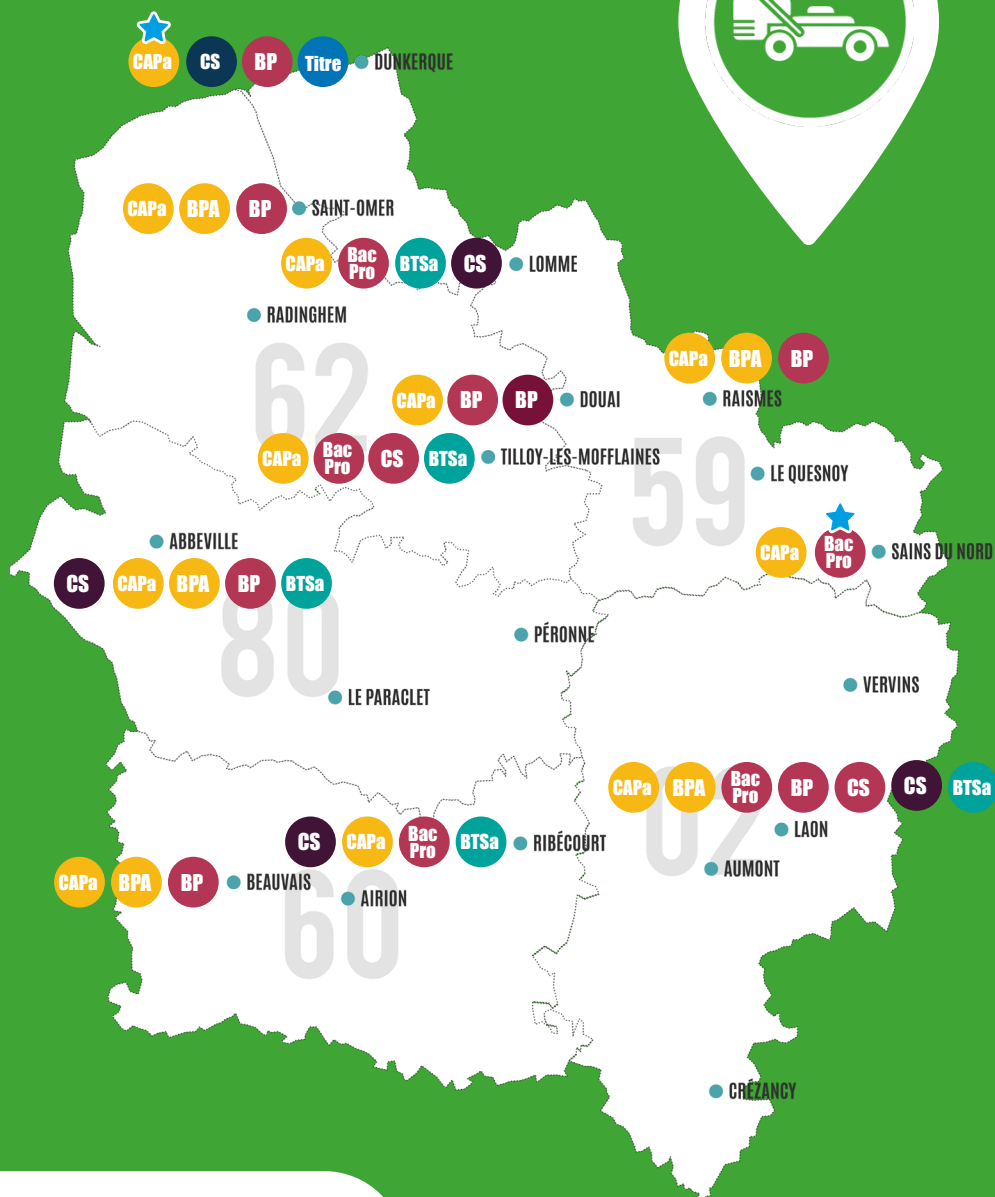 CAPa CS BP Titre DUNKERQUE
CAPa BPA BP SAINT-OMER
CAPa Bac Pro BTSa CS LOMME
RADINGHEM
62
CAPa BPA BP
RAISMES
CAPa BP BP DOUAI
CAPa Bac Pro CS BTSa TILLOY-LES-MOFFLAINES
59
LE QUESNOY
ABBEVILLE
CAPa Bac Pro SAINS DU NORD
CS CAPa BPA BP BTSa
80
PÉRONNE
VERVINS
LE PARACLET
CAPa BPA Bac Pro BP CS CS BTSa
02
LAON
CS CAPa Bac Pro BTSa RIBÉCOURT
AUMONT
CAPa BPA BP BEAUVAIS
AIRION
60
CRÉZANCY